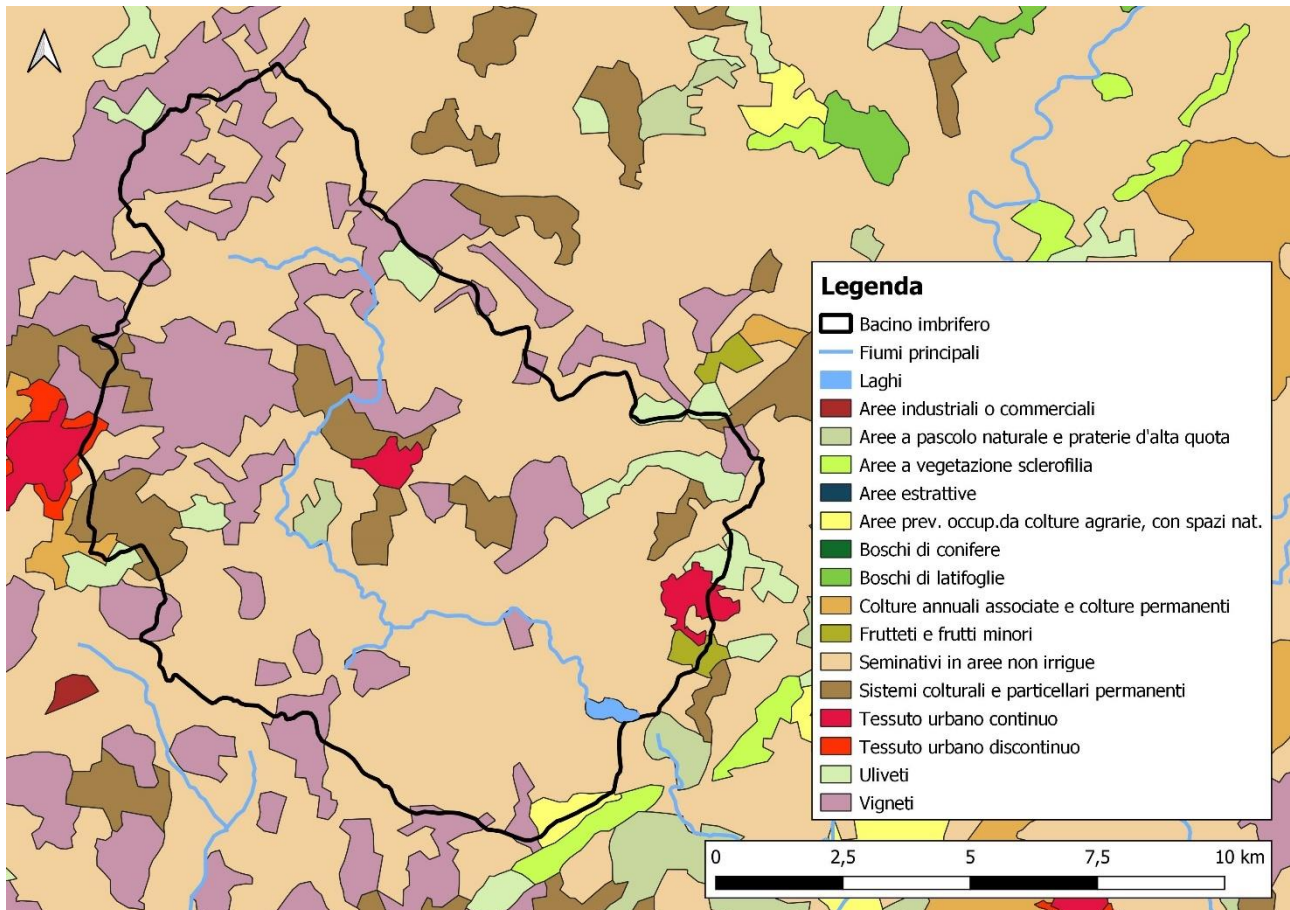 Legenda
Bacino imbrifero
Fiumi principali
Laghi
Aree industriali o commerciali
Aree a pascolo naturale e praterie d'alta quota
Aree a vegetazione sclerofilia
Aree estrattive
Aree prev. occup.da colture agrarie, con spazi nat.
Boschi di conifere
Boschi di latifoglie
Colture annuali associate e colture permanenti
Frutteti e frutti minori
Seminativi in aree non irrigue
Sistemi colturali e particellari permanenti
Tessuto urbano continuo
Tessuto urbano discontinuo
Uliveti
Vigneti
0 2,5 5 7,5 10 km